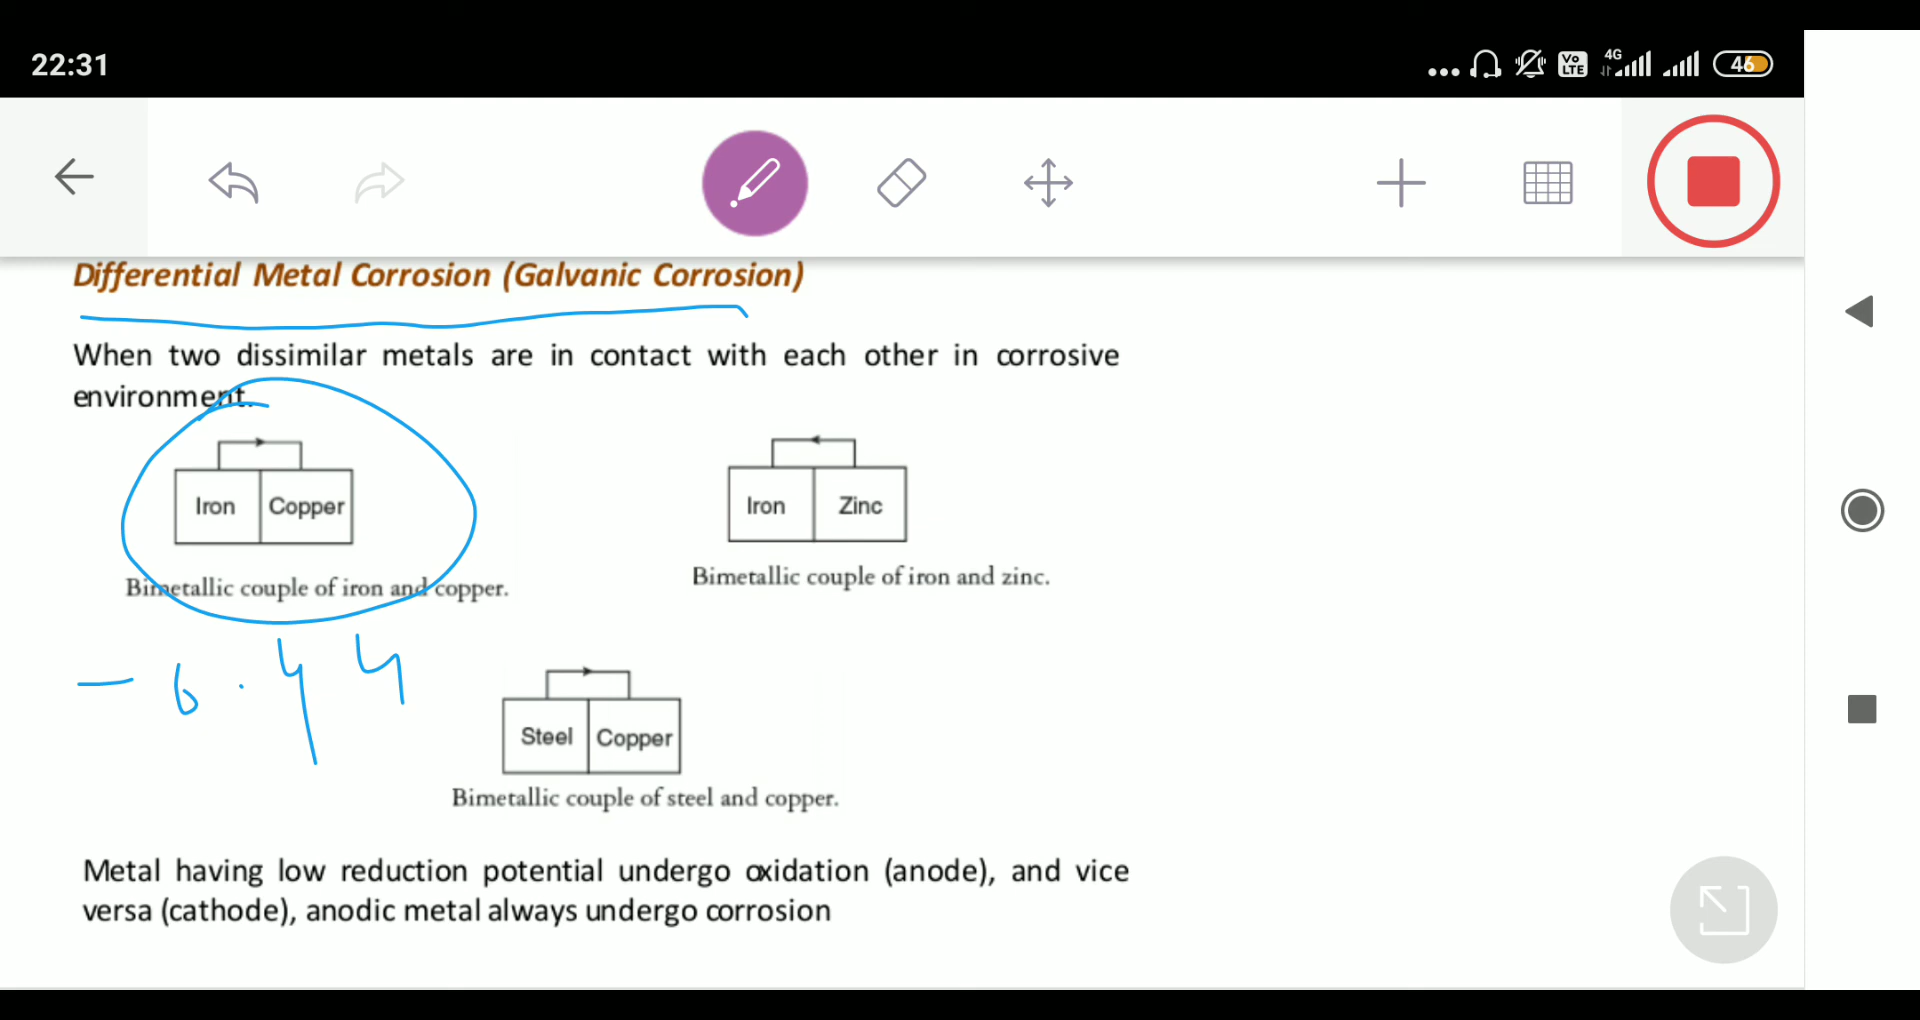 22:31
4G
Vo
LTE
46
Differential Metal Corrosion (Galvanic Corrosion)
When two dissimilar metals are in contact with each other in corrosive
environment.
Iron Copper
Iron Zinc
Bimetallic couple of iron and copper.
Bimetallic couple of iron and zinc.
- 0.44
Steel Copper
Bimetallic couple of steel and copper.
Metal having low reduction potential undergo oxidation (anode), and vice
versa (cathode), anodic metal always undergo corrosion